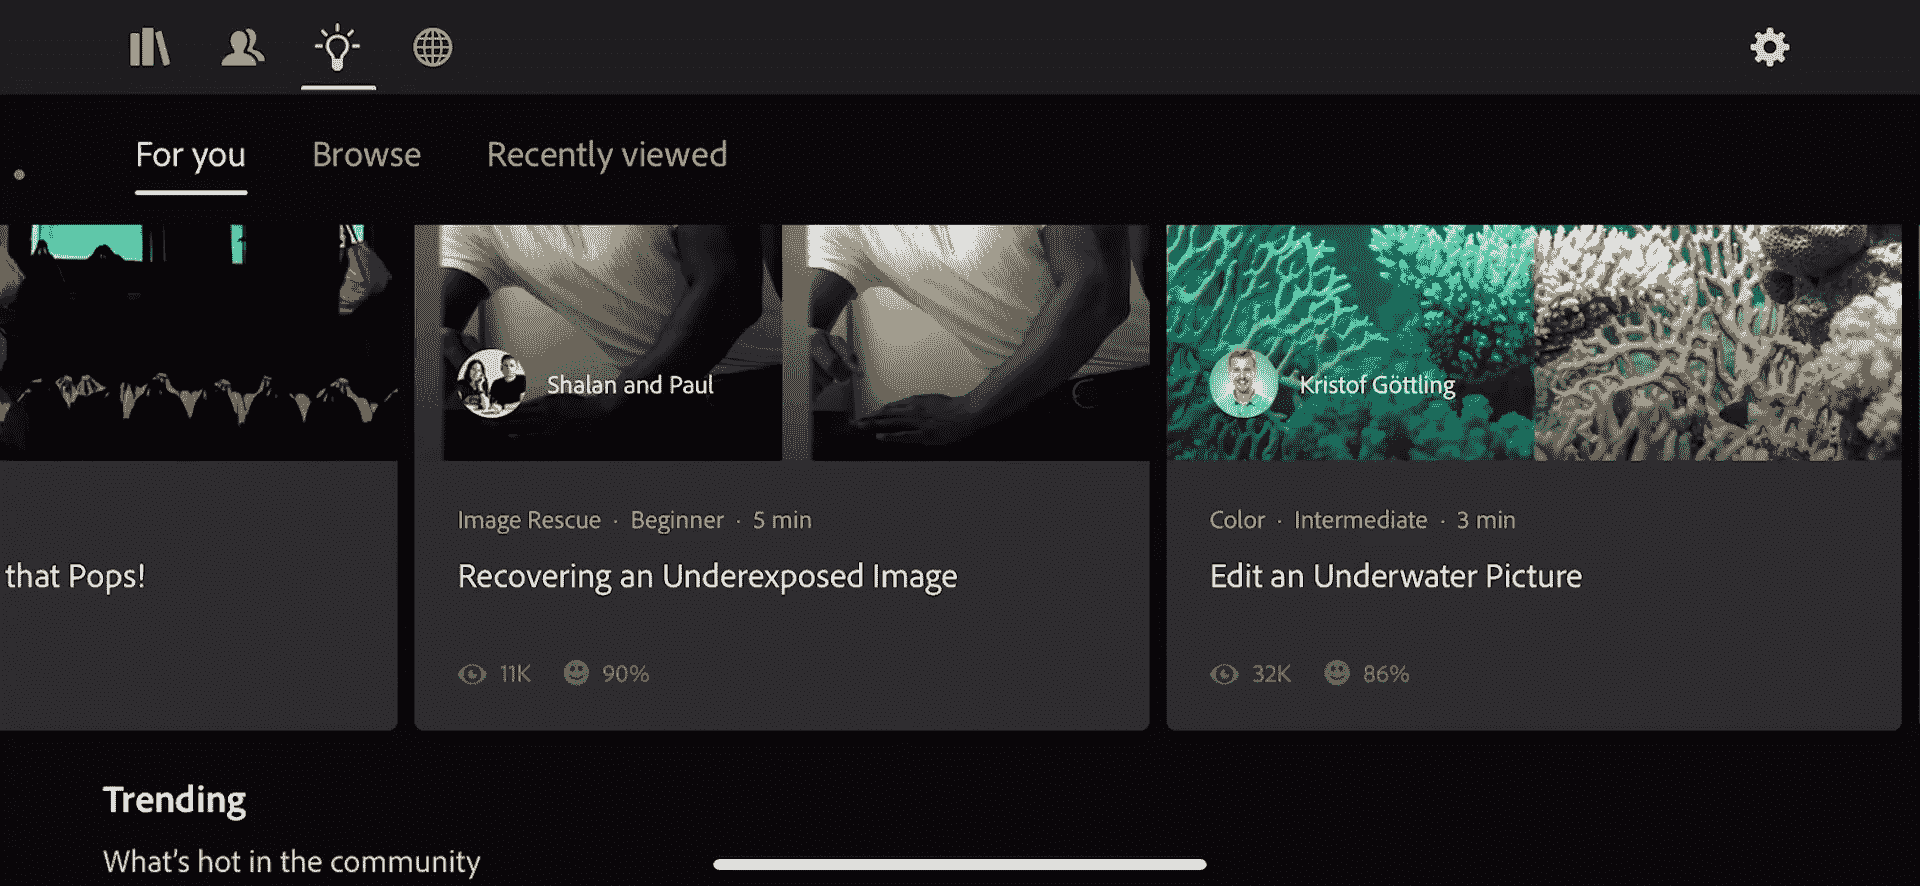 For you
Browse
Recently viewed
that Pops!
Shalan and Paul
Image Rescue · Beginner · 5 min
Recovering an Underexposed Image
11K
90%
Kristof Göttling
Color · Intermediate · 3 min
Edit an Underwater Picture
32K
86%
Trending
What's hot in the community